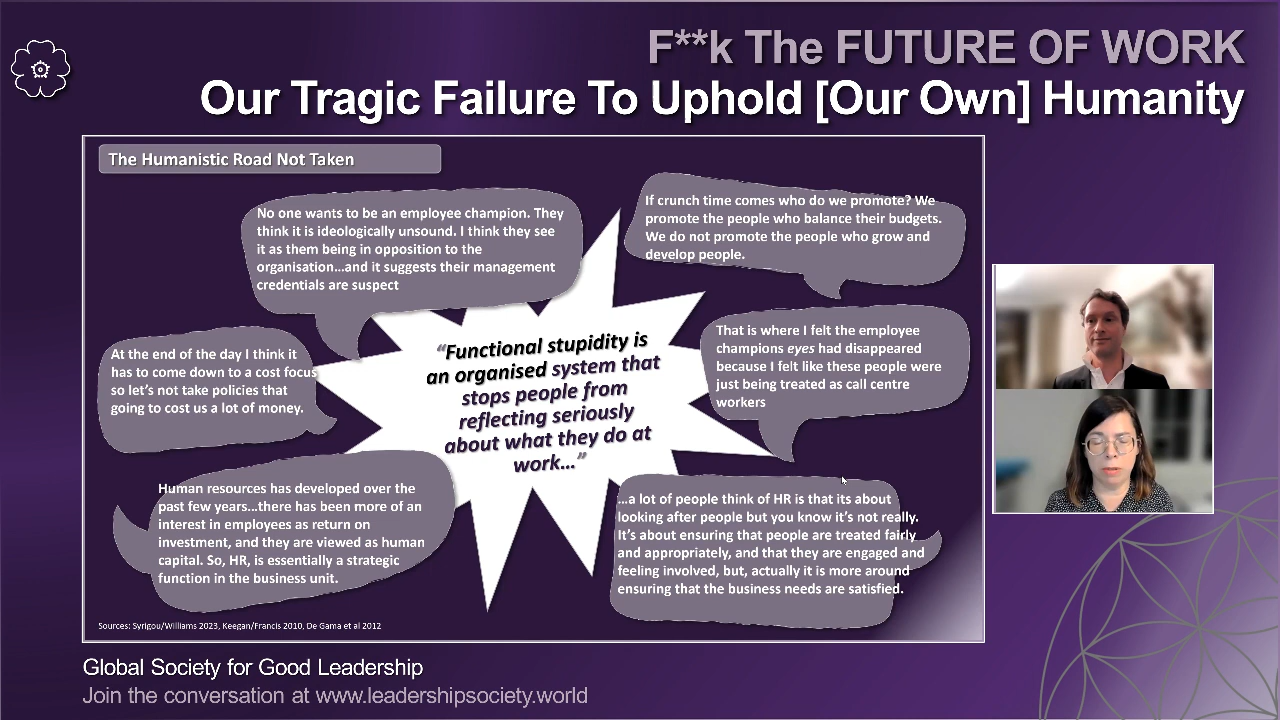 F**k The FUTURE OF WORK
Our Tragic Failure To Uphold [Our Own] Humanity
The Humanistic Road Not Taken
No one wants to be an employee champion. They
think it is ideologically unsound. I think they see
it as them being in opposition to the
organisation…and it suggests their management
credentials are suspect
If crunch time comes who do we promote? We
promote the people who balance their budgets.
We do not promote the people who grow and
develop people.
At the end of the day I think it
has to come down to a cost focus
so let's not take policies that
going to cost us a lot of money.
"Functional stupidity is
an organised system that
stops people from
reflecting seriously
about what they do at
work…"
That is where I felt the employee
champions eyes had disappeared
because I felt like these people were
just being treated as call centre
workers
Human resources has developed over the
past few years…there has been more of an
interest in employees as return on
investment, and they are viewed as human
capital. So, HR, is essentially a strategic
function in the business unit.
…a lot of people think of HR is that its about
looking after people but you know it's not really.
It's about ensuring that people are treated fairly
and appropriately, and that they are engaged and
feeling involved, but, actually it is more around
ensuring that the business needs are satisfied.
Sources: Syrigou/Williams 2023, Keegan/Francis 2010, De Gama et al 2012
Global Society for Good Leadership
Join the conversation at www.leadershipsociety.world